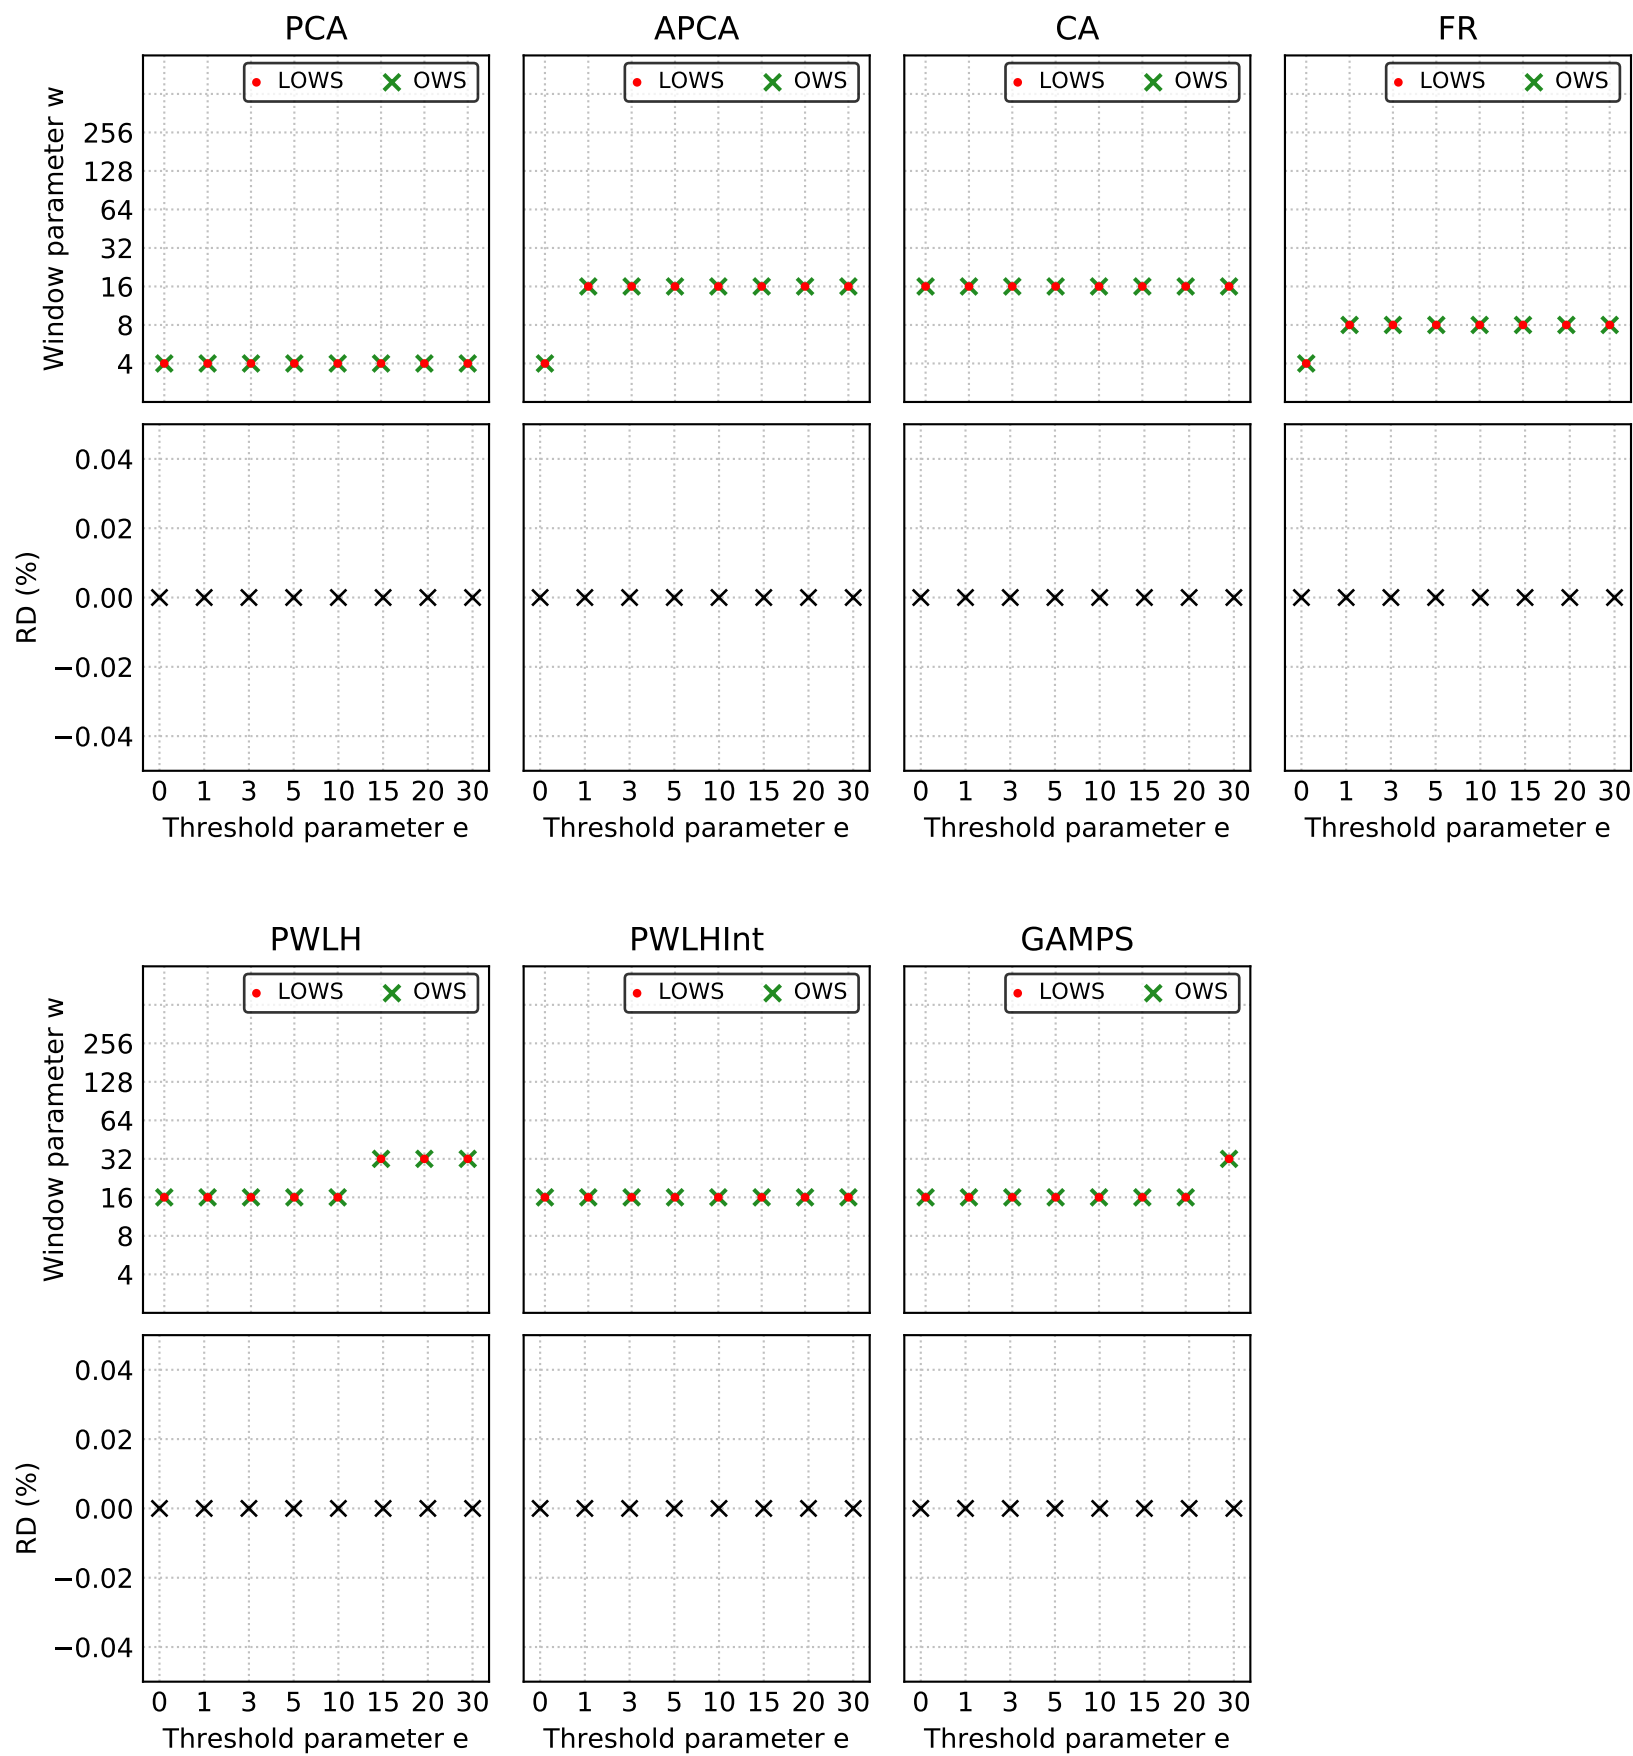 PCA APCA CA FR
LOWS OWS LOWS OWS LOWS OWS LOWS OWS
Window parameter w
256
128
64
32
16
8
4
RD (%)
0.04
0.02
0.00
−0.02
−0.04
0 1 3 5 10 15 20 30 0 1 3 5 10 15 20 30 0 1 3 5 10 15 20 30 0 1 3 5 10 15 20 30
Threshold parameter e Threshold parameter e Threshold parameter e Threshold parameter e
PWLH PWLHInt GAMPS
LOWS OWS LOWS OWS LOWS OWS
Window parameter w
256
128
64
32
16
8
4
RD (%)
0.04
0.02
0.00
−0.02
−0.04
0 1 3 5 10 15 20 30 0 1 3 5 10 15 20 30 0 1 3 5 10 15 20 30
Threshold parameter e Threshold parameter e Threshold parameter e